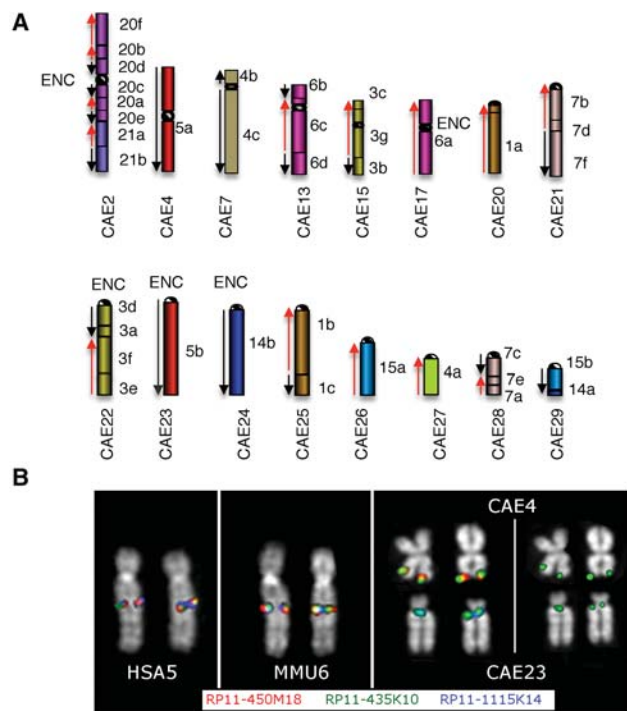 A
20f
20b
20d
ENC
20c
20a
20e
21a
21b
CAE2
5a
CAE4
4b
4c
CAE7
6b
6c
6d
CAE13
3c
3g
3b
CAE15
ENC
6a
CAE17
1a
CAE20
7b
7d
7f
CAE21
ENC
3d
3a
3f
3e
CAE22
ENC
5b
CAE23
ENC
14b
CAE24
1b
1c
CAE25
15a
CAE26
4a
CAE27
7c
7e
7a
CAE28
15b
14a
CAE29
B
CAE4
HSA5
MMU6
CAE23
RP11-450M18 RP11-435K10 RP11-1115K14